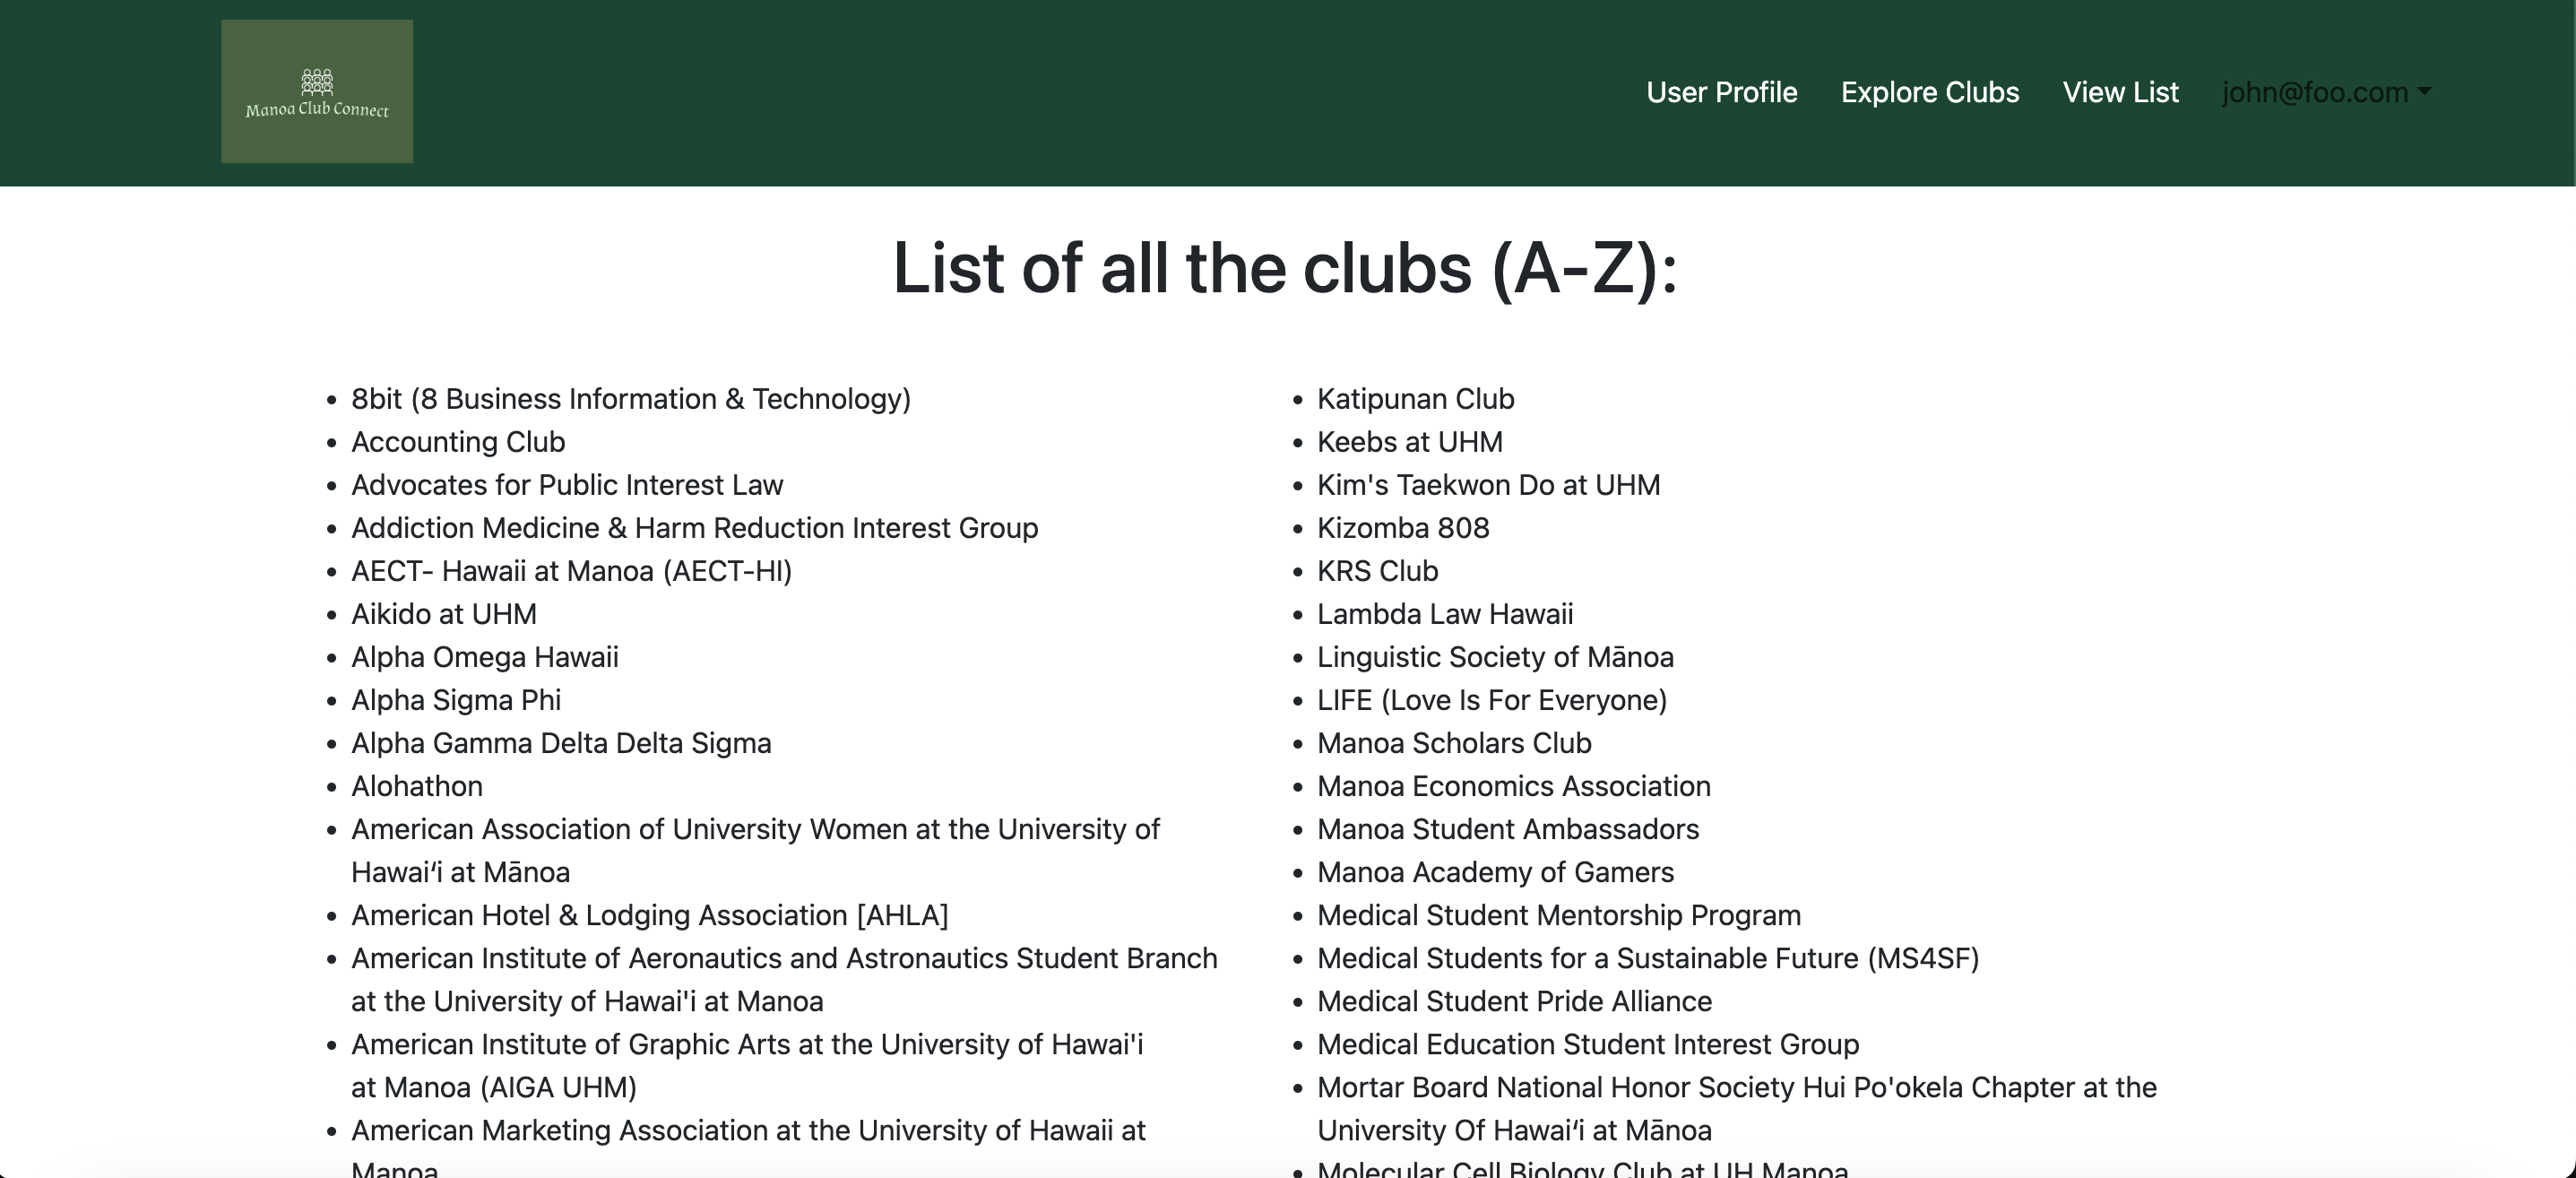 Manoa Club Connect
User Profile
Explore Clubs
View List
john@foo.com
List of all the clubs (A-Z):
8bit (8 Business Information & Technology)
Accounting Club
Advocates for Public Interest Law
Addiction Medicine & Harm Reduction Interest Group
AECT- Hawaii at Manoa (AECT-HI)
Aikido at UHM
Alpha Omega Hawaii
Alpha Sigma Phi
Alpha Gamma Delta Delta Sigma
Alohathon
American Association of University Women at the University of
Hawaiʻi at Mānoa
American Hotel & Lodging Association [AHLA]
American Institute of Aeronautics and Astronautics Student Branch
at the University of Hawai'i at Manoa
American Institute of Graphic Arts at the University of Hawai'i
at Manoa (AIGA UHM)
American Marketing Association at the University of Hawaii at
Manoa
Katipunan Club
Keebs at UHM
Kim's Taekwon Do at UHM
Kizomba 808
KRS Club
Lambda Law Hawaii
Linguistic Society of Mānoa
LIFE (Love Is For Everyone)
Manoa Scholars Club
Manoa Economics Association
Manoa Student Ambassadors
Manoa Academy of Gamers
Medical Student Mentorship Program
Medical Students for a Sustainable Future (MS4SF)
Medical Student Pride Alliance
Medical Education Student Interest Group
Mortar Board National Honor Society Hui Po'okela Chapter at the
University Of Hawaiʻi at Mānoa
Molecular Cell Biology Club at UH Manoa